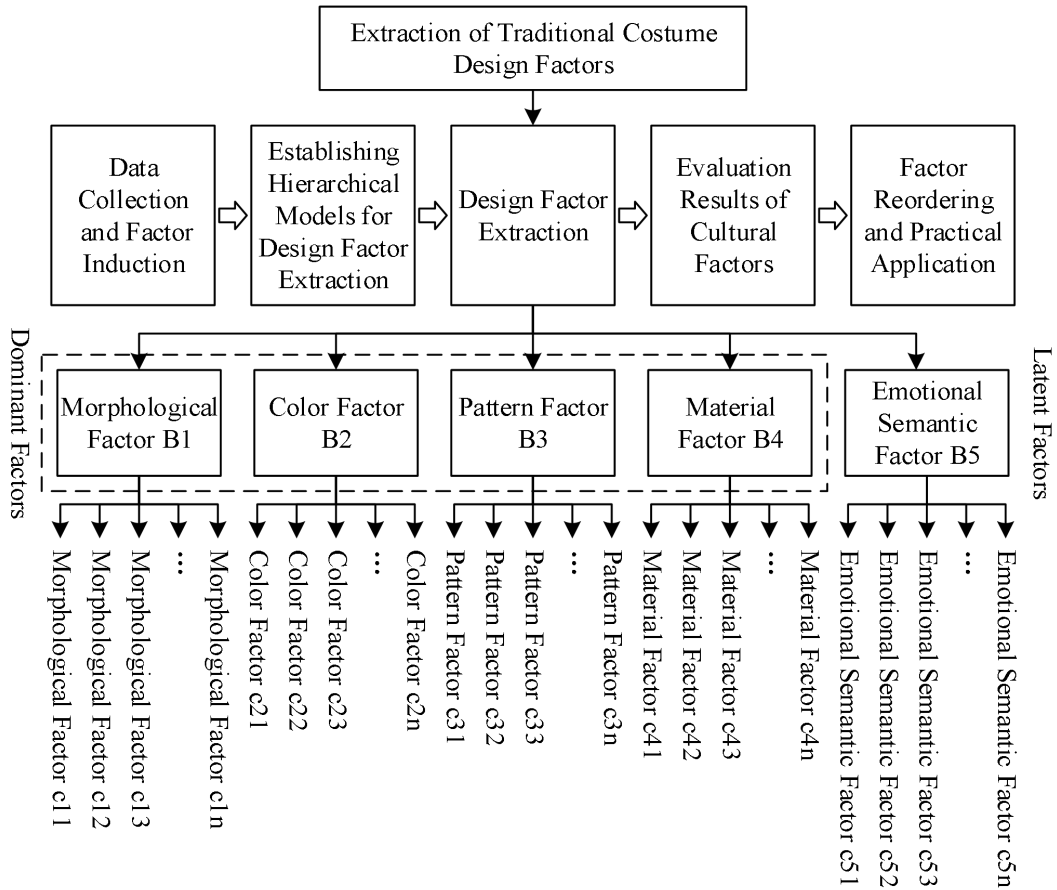 Extraction of Traditional Costume
Design Factors
Data
Collection
and Factor
Induction
Establishing
Hierarchical
Models for
Design Factor
Extraction
Design Factor
Extraction
Evaluation
Results of
Cultural
Factors
Factor
Reordering
and Practical
Application
Dominant Factors
Latent Factors
Morphological
Factor B1
Color Factor
B2
Pattern Factor
B3
Material
Factor B4
Emotional
Semantic
Factor B5
Morphological Factor c11
Morphological Factor c12
Morphological Factor c13
...
Morphological Factor c1n
Color Factor c21
Color Factor c22
Color Factor c23
...
Color Factor c2n
Pattern Factor c31
Pattern Factor c32
Pattern Factor c33
...
Pattern Factor c3n
Material Factor c41
Material Factor c42
Material Factor c43
...
Material Factor c4n
Emotional Semantic Factor c51
Emotional Semantic Factor c52
Emotional Semantic Factor c53
...
Emotional Semantic Factor c5n